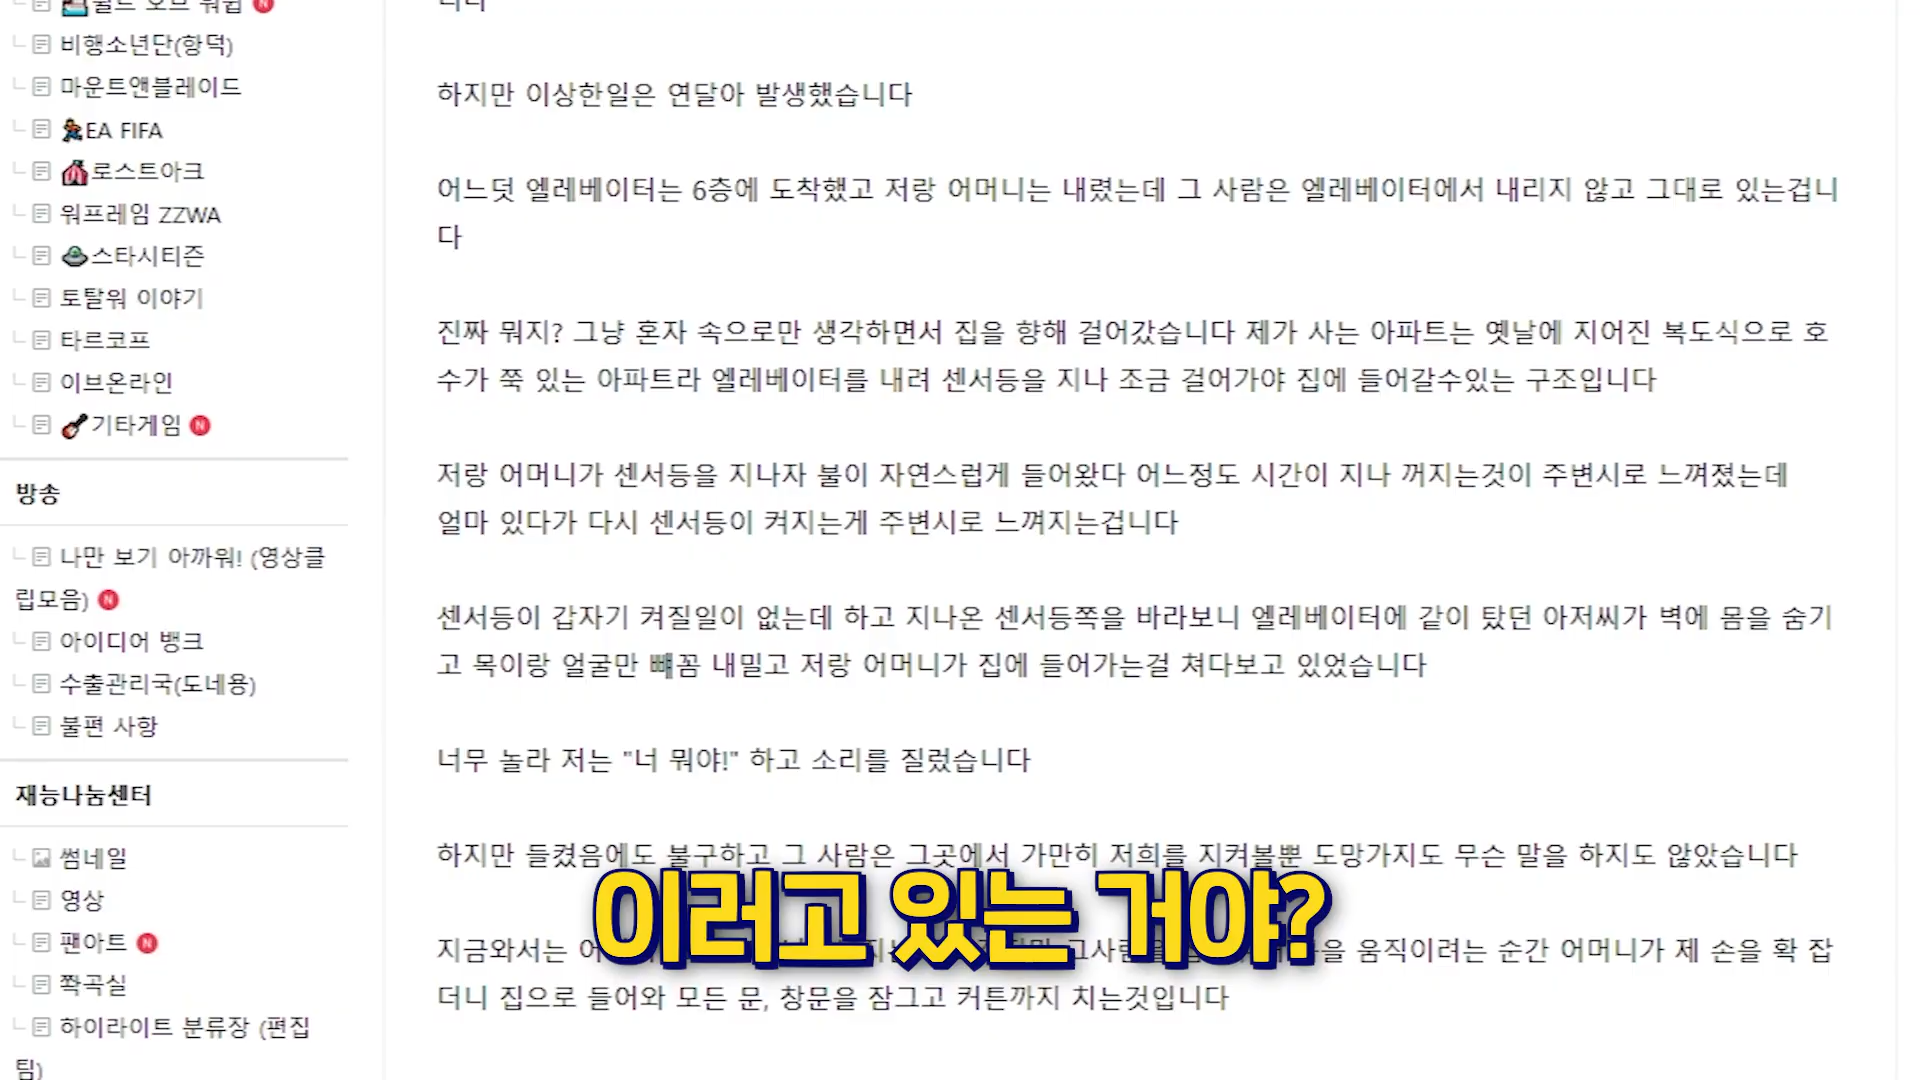 월드 오브 워쉽 N
비행소년단(항덕)
마운트앤블레이드
EA FIFA
로스트아크
워프레임 ZZWA
스타시티즌
토탈워 이야기
타르코프
이브온라인
기타게임 N
방송
나만 보기 아까워! (영상클
립모음) N
아이디어 뱅크
수출관리국(도네용)
불편 사항
재능나눔센터
썸네일
영상
팬아트 N
쫙곡실
하이라이트 분류장 (편집
팀)
니다
하지만 이상한일은 연달아 발생했습니다
어느덧 엘레베이터는 6층에 도착했고 저랑 어머니는 내렸는데 그 사람은 엘레베이터에서 내리지 않고 그대로 있는겁니
다
진짜 뭐지? 그냥 혼자 속으로만 생각하면서 집을 향해 걸어갔습니다 제가 사는 아파트는 옛날에 지어진 복도식으로 호
수가 쭉 있는 아파트라 엘레베이터를 내려 센서등을 지나 조금 걸어가야 집에 들어갈수있는 구조입니다
저랑 어머니가 센서등을 지나자 불이 자연스럽게 들어왔다 어느정도 시간이 지나 꺼지는것이 주변시로 느껴졌는데
얼마 있다가 다시 센서등이 켜지는게 주변시로 느껴지는겁니다
센서등이 갑자기 켜질일이 없는데 하고 지나온 센서등쪽을 바라보니 엘레베이터에 같이 탔던 아저씨가 벽에 몸을 숨기
고 목이랑 얼굴만 뺴꼼 내밀고 저랑 어머니가 집에 들어가는걸 쳐다보고 있었습니다
너무 놀라 저는 "너 뭐야!" 하고 소리를 질렀습니다
하지만 들켰음에도 불구하고 그 사람은 그곳에서 가만히 저희를 지켜볼뿐 도망가지도 무슨 말을 하지도 않았습니다
지금와서는 움직이려는 순간 어머니가 제 손을 확 잡
더니 집으로 들어와 모든 문, 창문을 잠그고 커튼까지 치는것입니다
이러고 있는 거야?